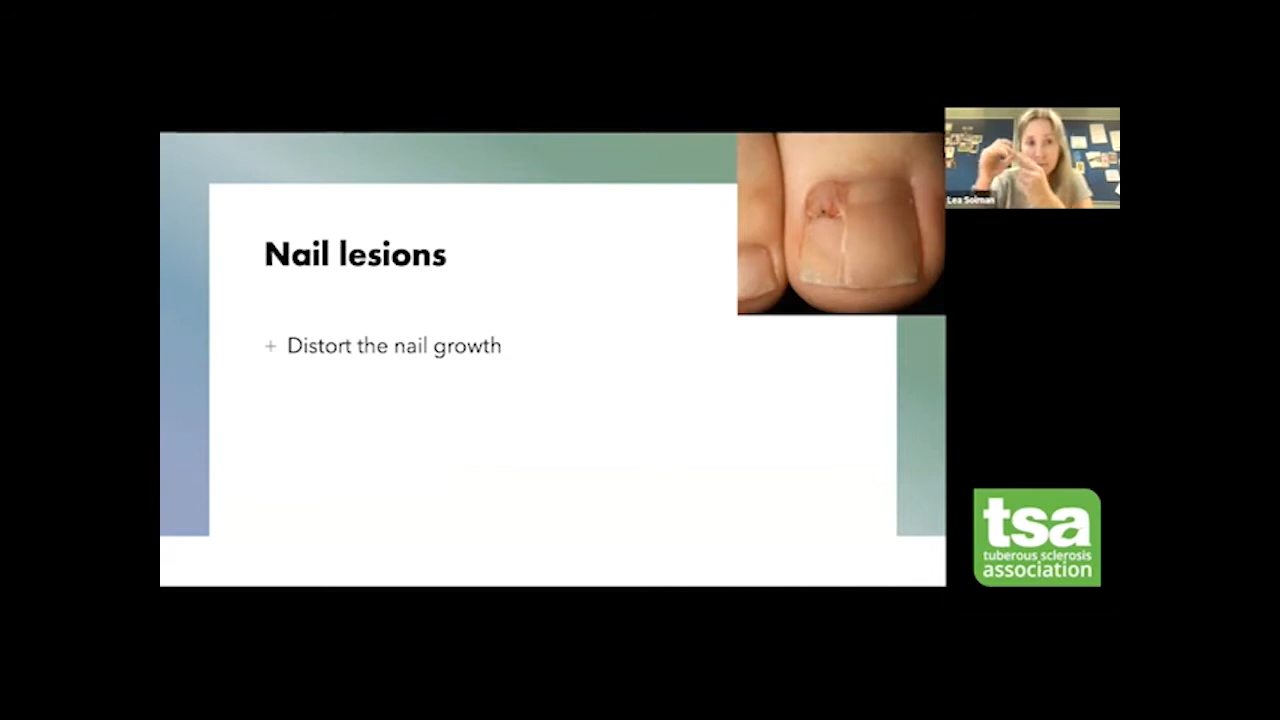 Nail lesions
+ Distort the nail growth
Lea Solman
tsa
tuberous sclerosis
association